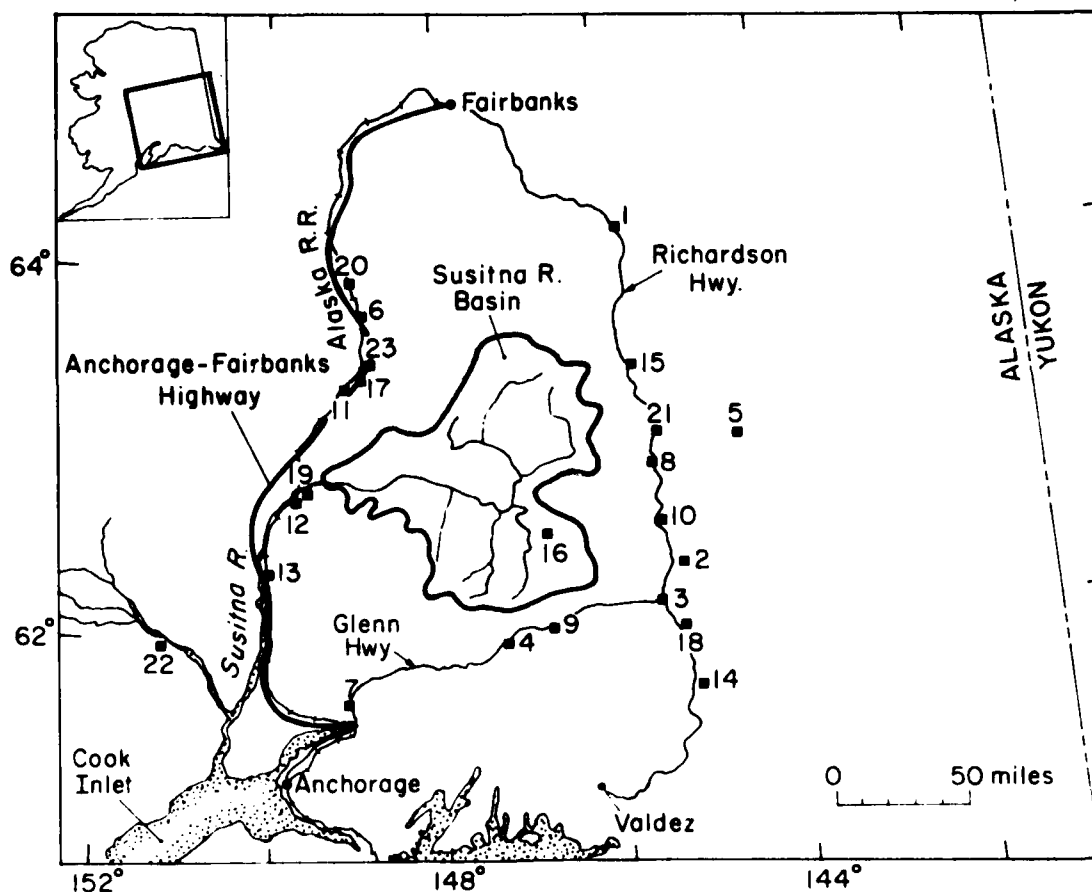 Fairbanks
1
64°
Alaska R.R.
20
Richardson
Hwy.
Susitna R.
Basin
6
ALASKA
YUKON
23
Anchorage-Fairbanks
Highway
17
11
15
21
5
8
19
12
10
16
2
13
3
Susitna R.
62°
Glenn
Hwy
9
4
18
22
14
7
Cook
Inlet
Anchorage
0 50 miles
Valdez
152°
148°
144°